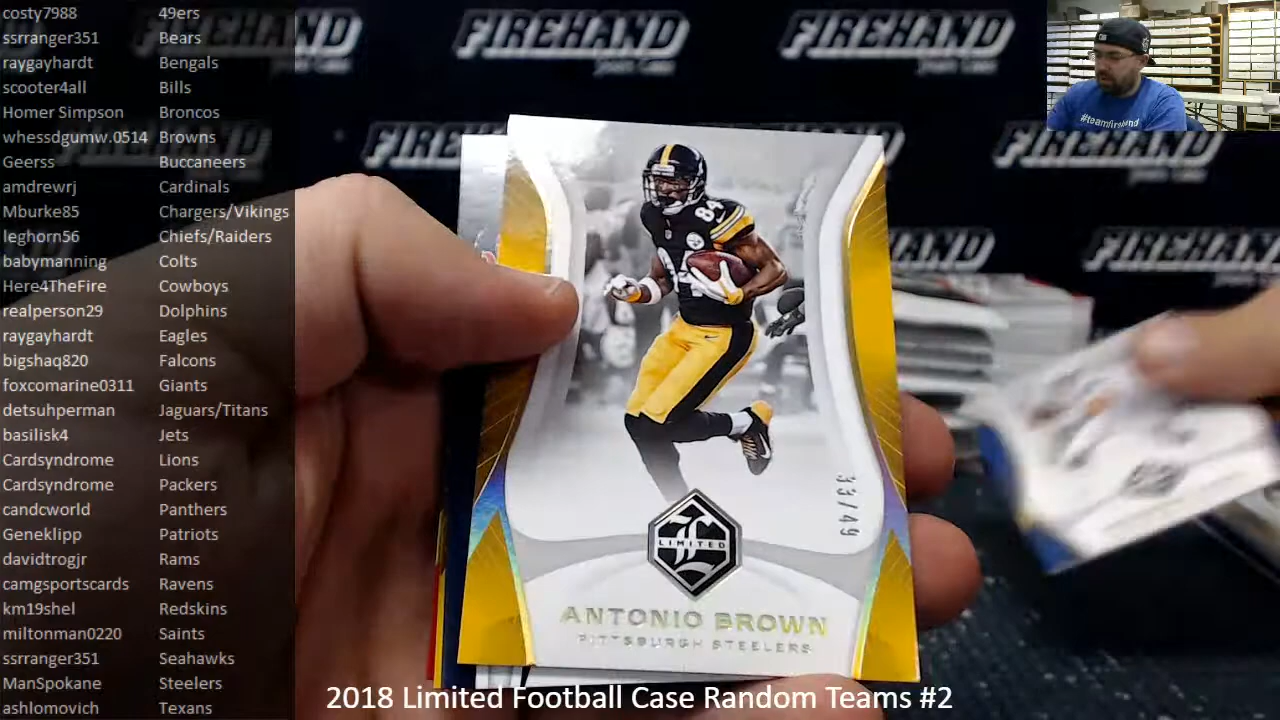 costy7988 49ers
ssrranger351 Bears
raygayhardt Bengals
scooter4all Bills
Homer Simpson Broncos
whessdgumw.0514 Browns
Geerss Buccaneers
amdrewrj Cardinals
Mburke85 Chargers/Vikings
leghorn56 Chiefs/Raiders
babymanning Colts
Here4TheFire Cowboys
realperson29 Dolphins
raygayhardt Eagles
bigshaq820 Falcons
foxcomarine0311 Giants
detsuhperman Jaguars/Titans
basilisk4 Jets
Cardsyndrome Lions
Cardsyndrome Packers
candcworld Panthers
Geneklipp Patriots
davidtrogjr Rams
camgsportscards Ravens
km19shel Redskins
miltonman0220 Saints
ssrranger351 Seahawks
ManSpokane Steelers
ashlomovich Texans
FIREHAND
FIREHAND
#teamfirehand
FIREHAND
84
84
33/49
LIMITED
ANTONIO BROWN
PITTSBURGH STEELERS
2018 Limited Football Case Random Teams #2